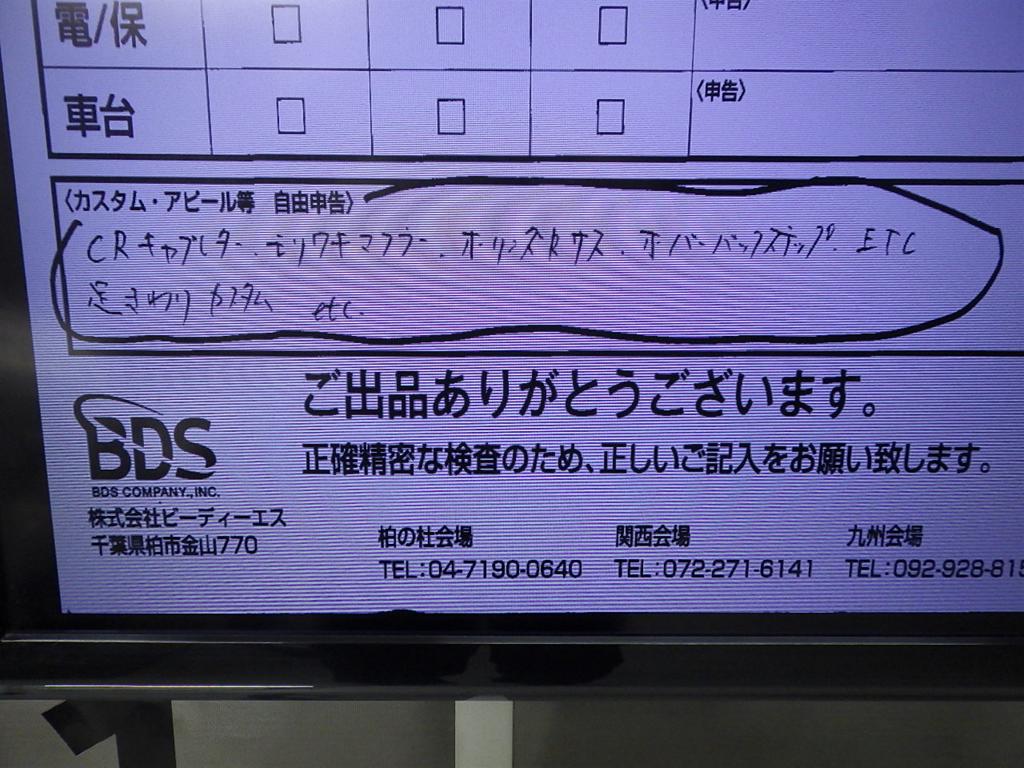 電/保 □ □ □ 〈申告〉
車台 □ □ □ 〈申告〉
〈カスタム・アピール等 自由申告〉
CRキャブレター、モリワキマフラー、オーリンズRサス、オーバーバックステップ、ETC
足まわりカスタム etc.
ご出品ありがとうございます。
BDS
正確精密な検査のため、正しいご記入をお願い致します。
BDS COMPANY., INC.
株式会社ビーディーエス
千葉県柏市金山770
柏の杜会場 関西会場 九州会場
TEL:04-7190-0640 TEL:072-271-6141 TEL:092-928-815